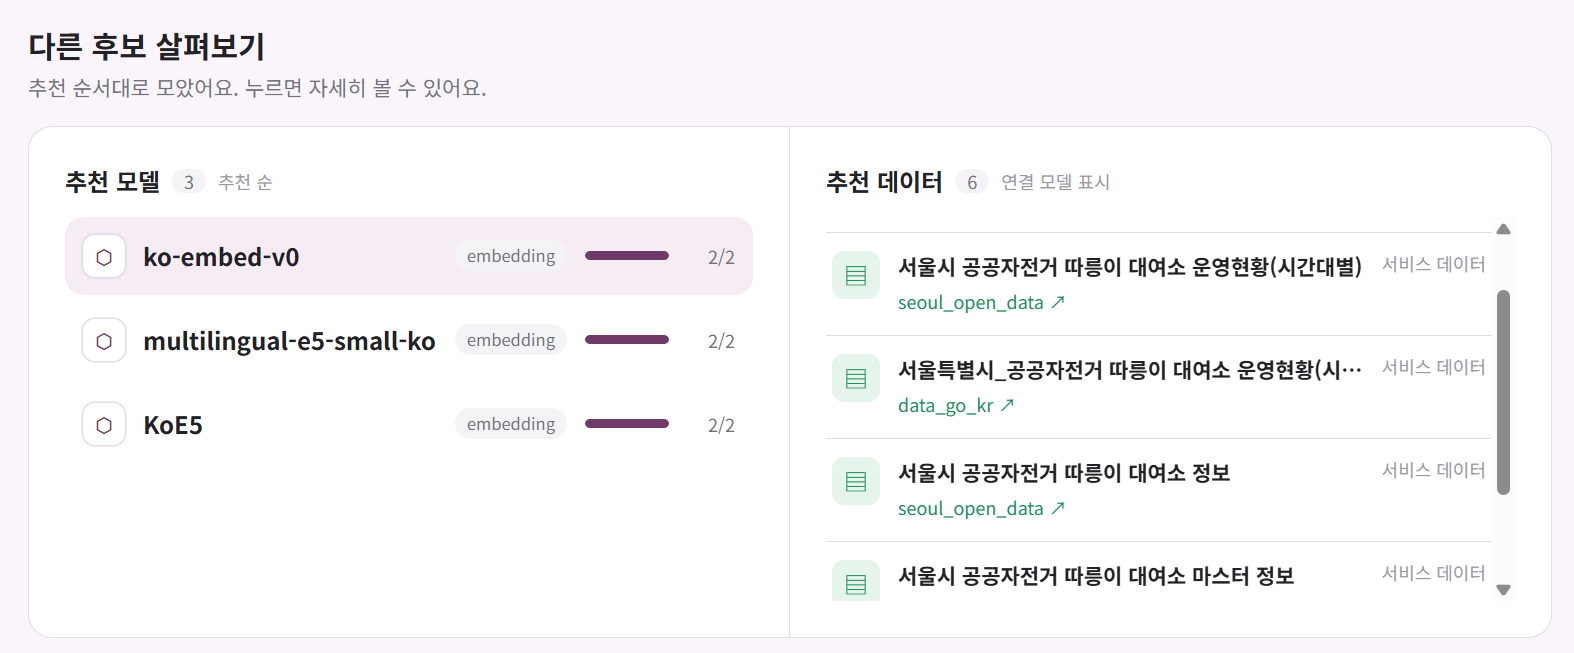 다른 후보 살펴보기
추천 순서대로 모았어요. 누르면 자세히 볼 수 있어요.
추천 모델 3 추천 순
ko-embed-v0 embedding 2/2
multilingual-e5-small-ko embedding 2/2
KoE5 embedding 2/2
추천 데이터 6 연결 모델 표시
서울시 공공자전거 따릉이 대여소 운영현황(시간대별) 서비스 데이터
seoul_open_data ↗
서울특별시_공공자전거 따릉이 대여소 운영현황(시··· 서비스 데이터
data_go_kr ↗
서울시 공공자전거 따릉이 대여소 정보 서비스 데이터
seoul_open_data ↗
서울시 공공자전거 따릉이 대여소 마스터 정보 서비스 데이터